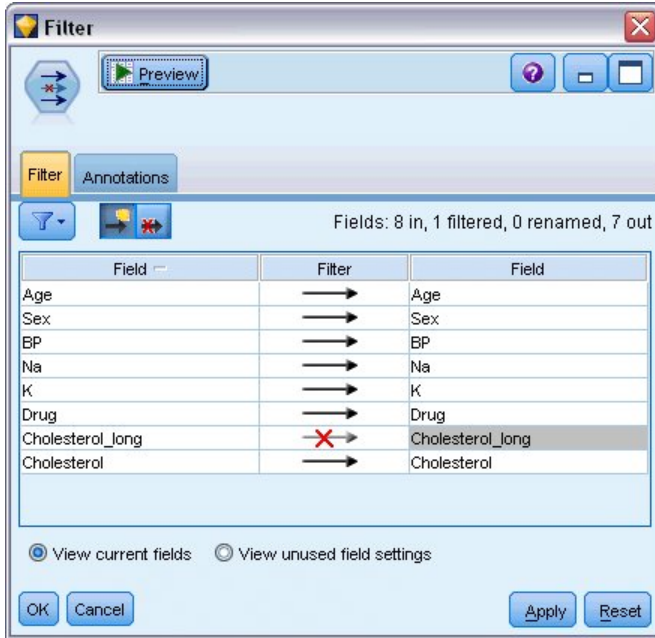 Filter
Preview
Filter Annotations
Fields: 8 in, 1 filtered, 0 renamed, 7 out
Field Filter Field
Age Age
Sex Sex
BP BP
Na Na
K K
Drug Drug
Cholesterol_long Cholesterol_long
Cholesterol Cholesterol
View current fields View unused field settings
OK Cancel Apply Reset